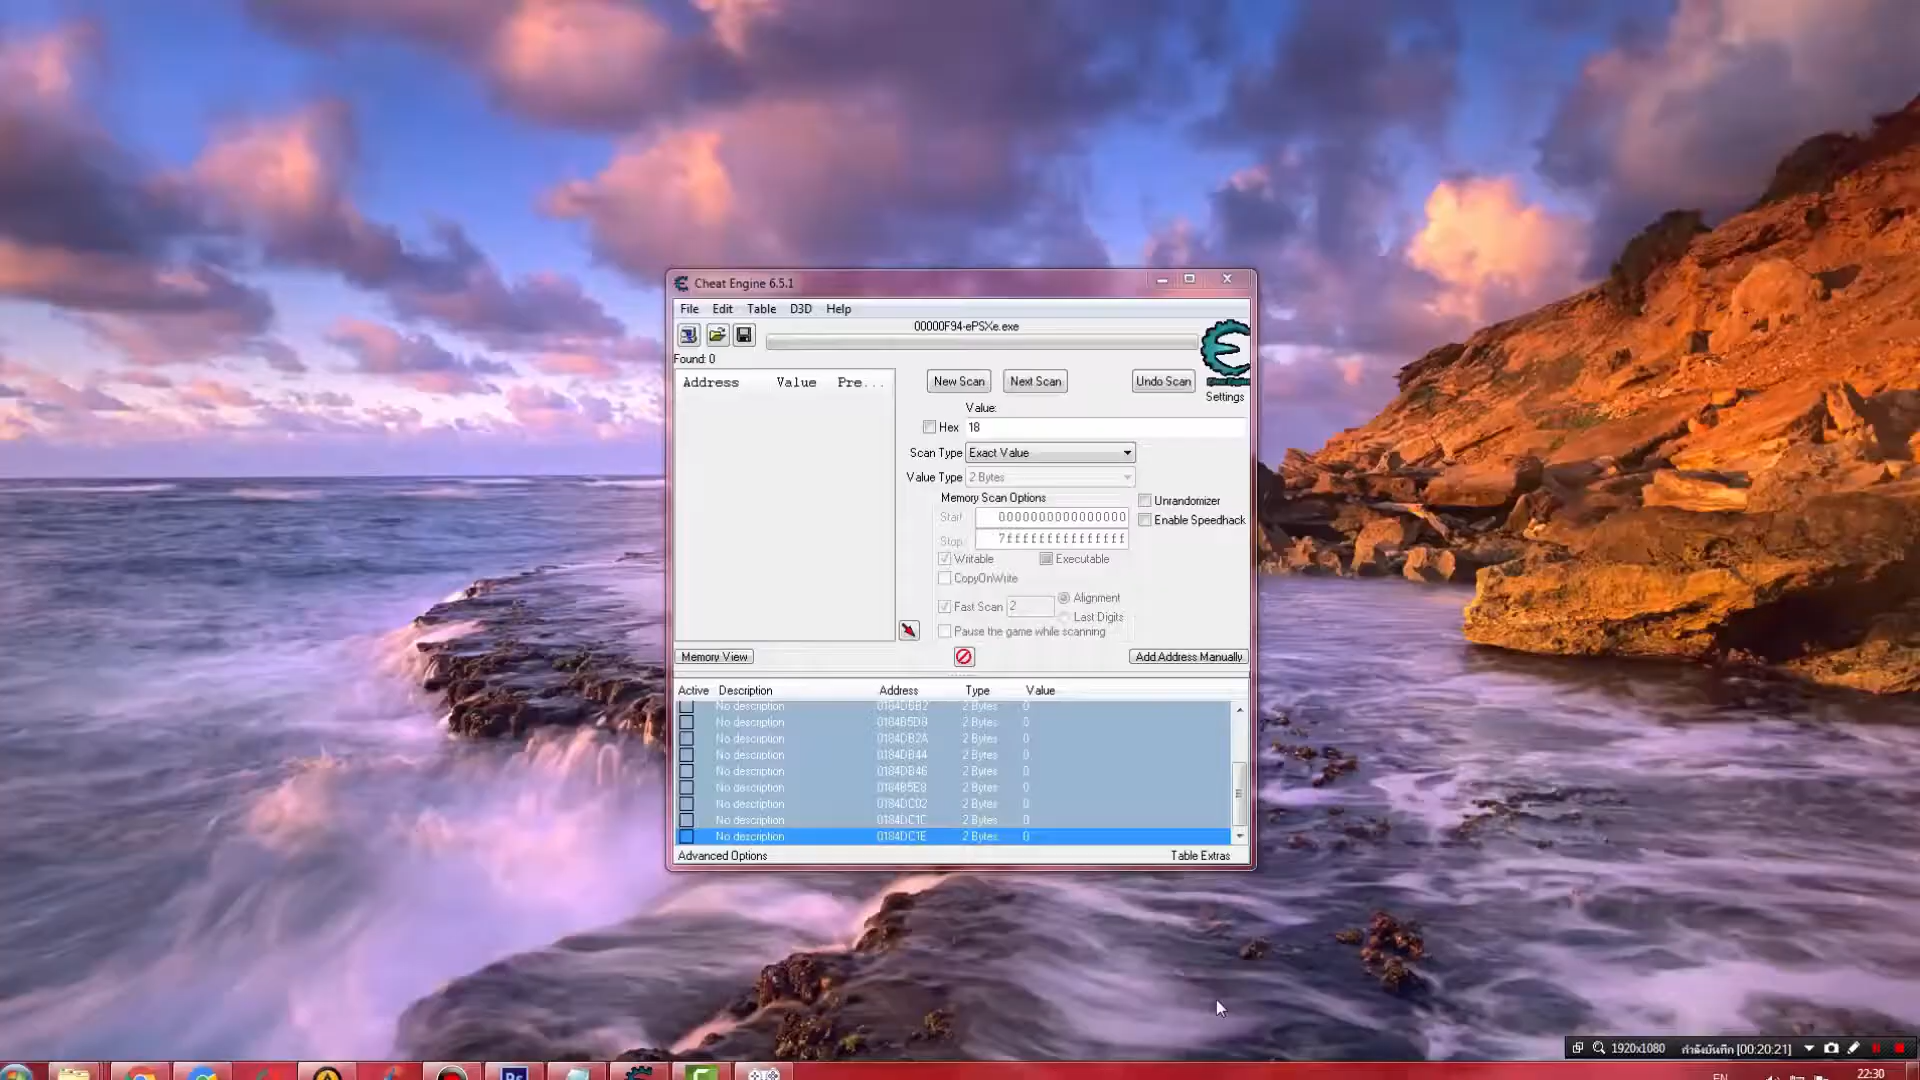 Cheat Engine 6.5.1
File Edit Table D3D Help
00000F94-ePSXe.exe
Found: 0
Address Value Pre...
New Scan Next Scan Undo Scan
Settings
Value:
Hex 18
Scan Type Exact Value
Value Type 2 Bytes
Memory Scan Options
Unrandomizer
Start 0000000000000000
Enable Speedhack
Stop 7fffffffffffffff
Writable Executable
CopyOnWrite
Fast Scan 2 Alignment
Last Digits
Pause the game while scanning
Memory View Add Address Manually
Active Description Address Type Value
No description 2 Bytes 0
No description 0184B5D8 2 Bytes 0
No description 0184DB2A 2 Bytes 0
No description 0184DB44 2 Bytes 0
No description 0184DB46 2 Bytes 0
No description 0184B5E8 2 Bytes 0
No description 0184DC02 2 Bytes 0
No description 0184DC1C 2 Bytes 0
No description 0184DC1E 2 Bytes 0
Advanced Options Table Extras
1920x1080 กำลังบันทึก [00:20:21]
Ps
EN
22:30